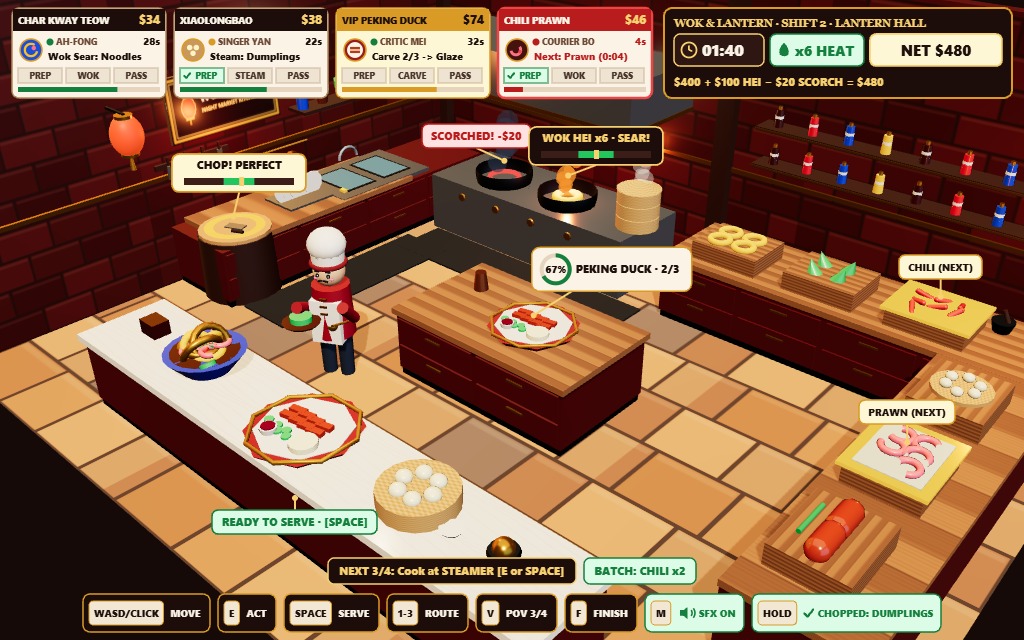 CHAR KWAY TEOW $34
AH-FONG 28s
Wok Sear: Noodles
PREP WOK PASS
XIAOLONGBAO $38
SINGER YAN 22s
Steam: Dumplings
PREP STEAM PASS
VIP PEKING DUCK $74
CRITIC MEI 32s
Carve 2/3 -> Glaze
PREP CARVE PASS
CHILI PRAWN $46
COURIER BO 4s
Next: Prawn (0:04)
PREP WOK PASS
WOK & LANTERN · SHIFT 2 · LANTERN HALL
01:40 x6 HEAT NET $480
$400 + $100 HEI − $20 SCORCH = $480
NIGHT MARKET
SCORCHED! -$20
WOK HEI x6 · SEAR!
CHOP! PERFECT
67% PEKING DUCK · 2/3
CHILI (NEXT)
PRAWN (NEXT)
READY TO SERVE · [SPACE]
NEXT 3/4: Cook at STEAMER [E or SPACE]
BATCH: CHILI x2
WASD/CLICK MOVE
E ACT
SPACE SERVE
1-3 ROUTE
V POV 3/4
F FINISH
M SFX ON
HOLD CHOPPED: DUMPLINGS